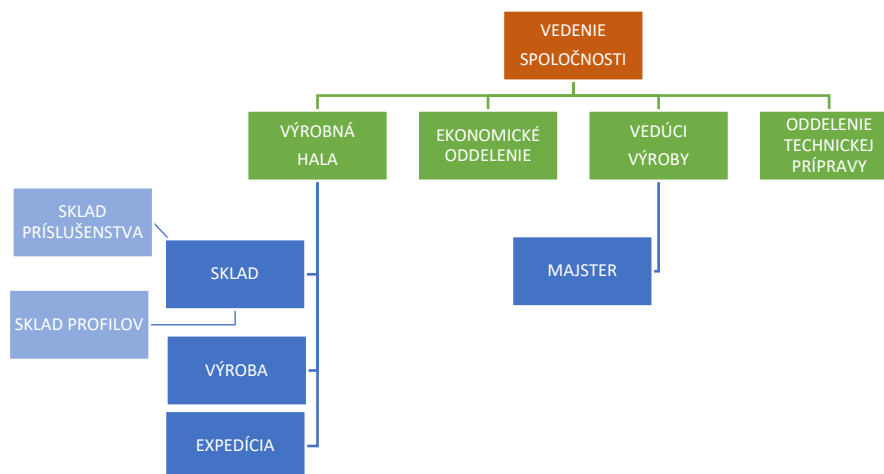 VEDENIE
SPOLOČNOSTI
VÝROBNÁ
HALA
EKONOMICKÉ
ODDELENIE
VEDÚCI
VÝROBY
ODDELENIE
TECHNICKEJ
PRÍPRAVY
SKLAD
PRÍSLUŠENSTVA
SKLAD
MAJSTER
SKLAD PROFILOV
VÝROBA
EXPEDÍCIA